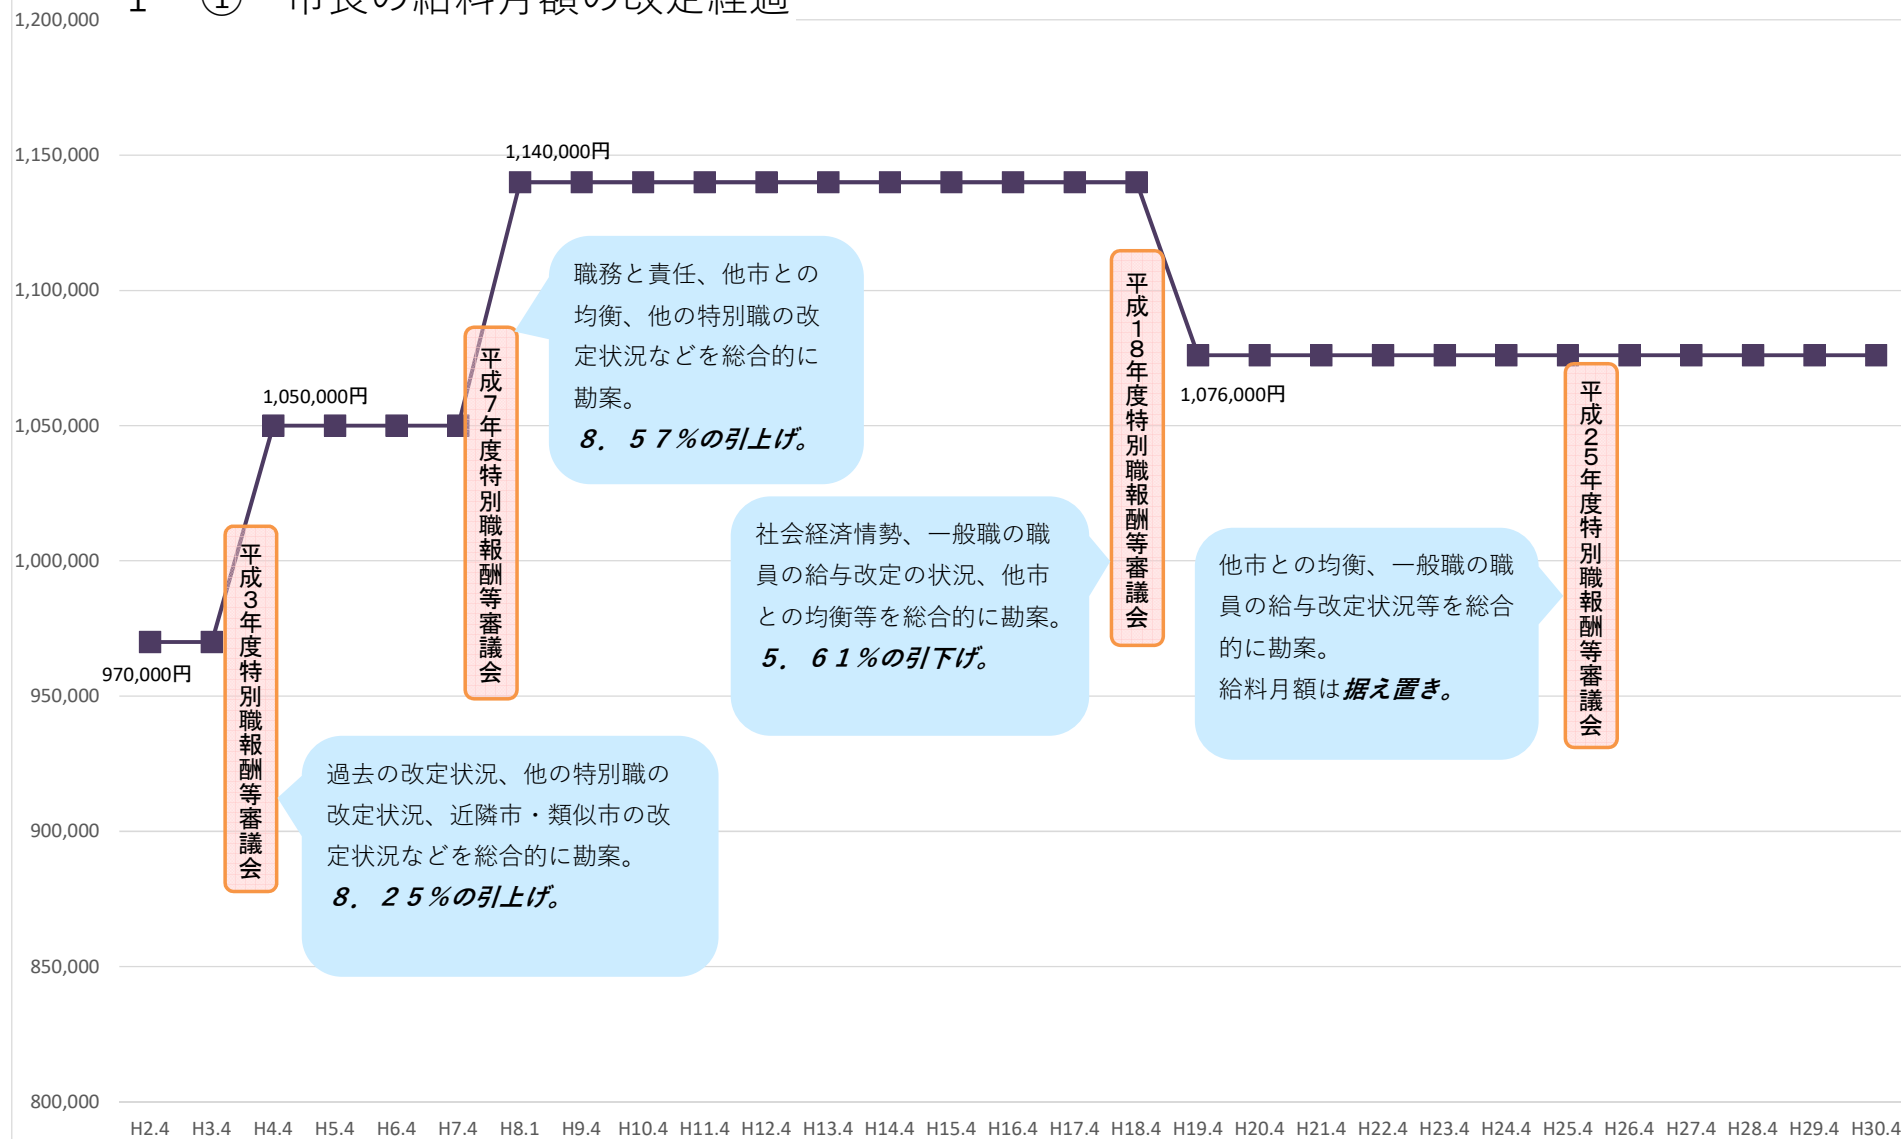 1 ① 市長の給料月額の改定経過
1,200,000
1,150,000
1,100,000
1,050,000
1,000,000
950,000
900,000
850,000
800,000
970,000円
1,050,000円
1,140,000円
1,076,000円
平成3年度特別職報酬等審議会
過去の改定状況、他の特別職の
改定状況、近隣市・類似市の改
定状況などを総合的に勘案。
8．25％の引上げ。
平成7年度特別職報酬等審議会
職務と責任、他市との
均衡、他の特別職の改
定状況などを総合的に
勘案。
8．57％の引上げ。
平成18年度特別職報酬等審議会
社会経済情勢、一般職の職
員の給与改定の状況、他市
との均衡等を総合的に勘案。
5．61％の引下げ。
平成25年度特別職報酬等審議会
他市との均衡、一般職の職
員の給与改定状況等を総合
的に勘案。
給料月額は据え置き。
H2.4 H3.4 H4.4 H5.4 H6.4 H7.4 H8.1 H9.4 H10.4 H11.4 H12.4 H13.4 H14.4 H15.4 H16.4 H17.4 H18.4 H19.4 H20.4 H21.4 H22.4 H23.4 H24.4 H25.4 H26.4 H27.4 H28.4 H29.4 H30.4